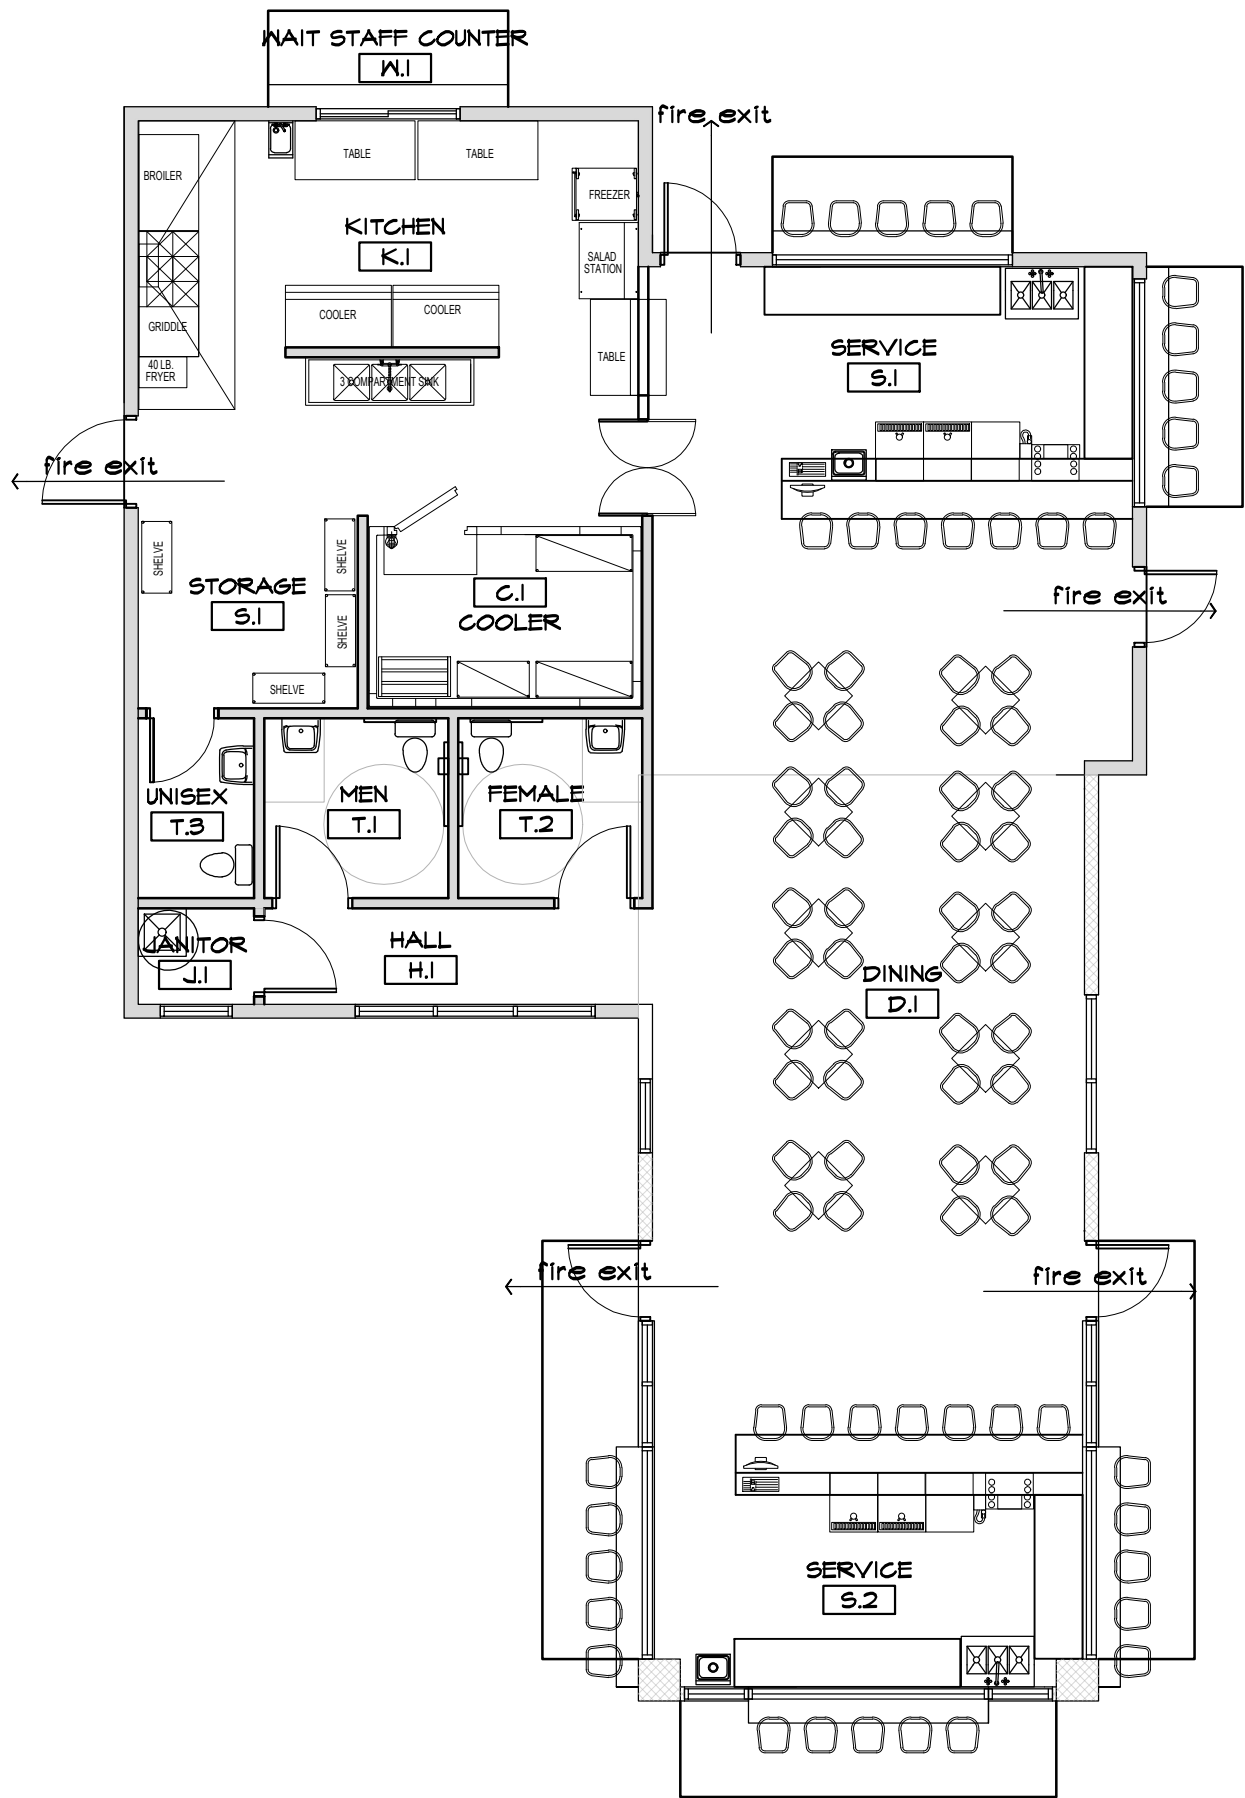 WAIT STAFF COUNTER
W.1
fire exit
TABLE
TABLE
BROILER
FREEZER
KITCHEN
K.1
SALAD
STATION
COOLER
COOLER
GRIDDLE
TABLE
40 LB.
FRYER
3 COMPARTMENT SINK
SERVICE
S.1
fire exit
SHELVE
SHELVE
STORAGE
S.1
C.1
COOLER
fire exit
SHELVE
SHELVE
UNISEX
T.3
MEN
T.1
FEMALE
T.2
JANITOR
J.1
HALL
H.1
DINING
D.1
fire exit
fire exit
SERVICE
S.2